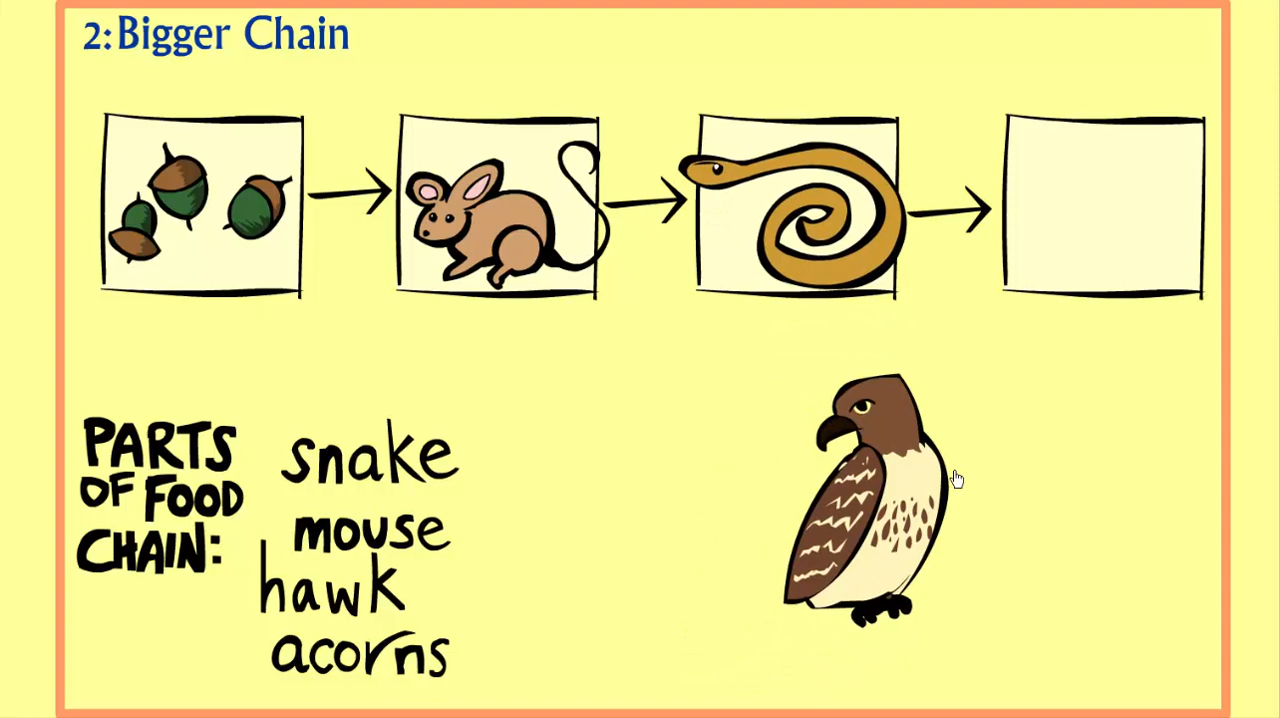 2:Bigger Chain
PARTS
OF FOOD
CHAIN:
snake
mouse
hawk
acorns